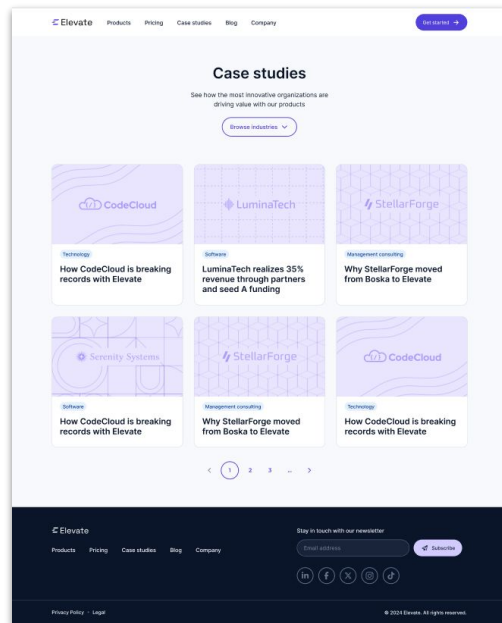 Elevate
Products Pricing Case studies Blog Company
Get started →
Case studies
See how the most innovative organizations are
driving value with our products
Browse industries
CodeCloud
Technology
How CodeCloud is breaking
records with Elevate
LuminaTech
Software
LuminaTech realizes 35%
revenue through partners
and seed A funding
StellarForge
Management consulting
Why StellarForge moved
from Boska to Elevate
Serenity Systems
Software
How CodeCloud is breaking
records with Elevate
StellarForge
Management consulting
Why StellarForge moved
from Boska to Elevate
CodeCloud
Technology
How CodeCloud is breaking
records with Elevate
< 1 2 3 ... >
Elevate
Products Pricing Case studies Blog Company
Stay in touch with our newsletter
Email address
Subscribe
in f X
Privacy Policy · Legal
© 2024 Elevate. All rights reserved.